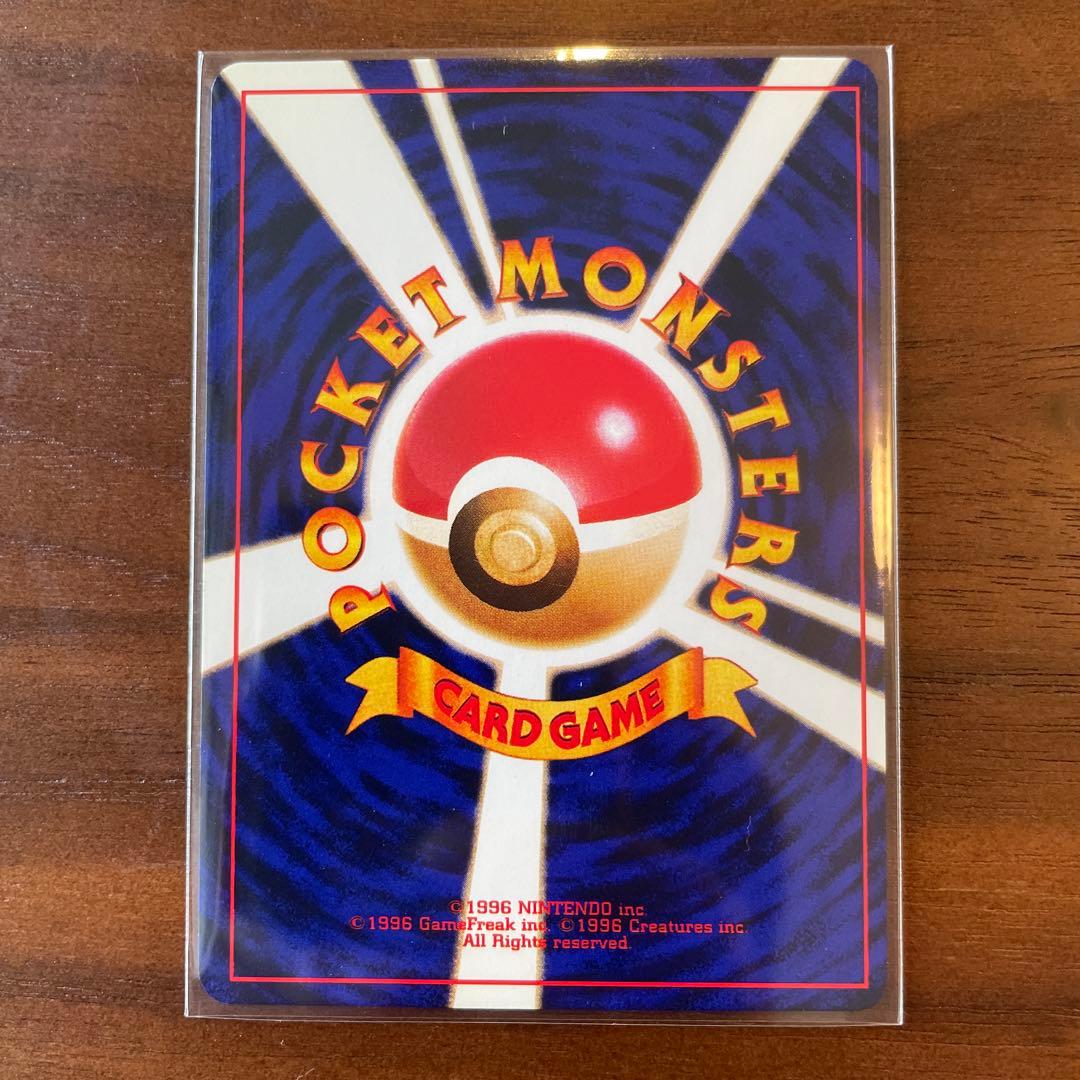 POCKET MONSTERS
CARD GAME
©1996 NINTENDO inc.
©1996 GameFreak inc. ©1996 Creatures inc.
All Rights reserved.